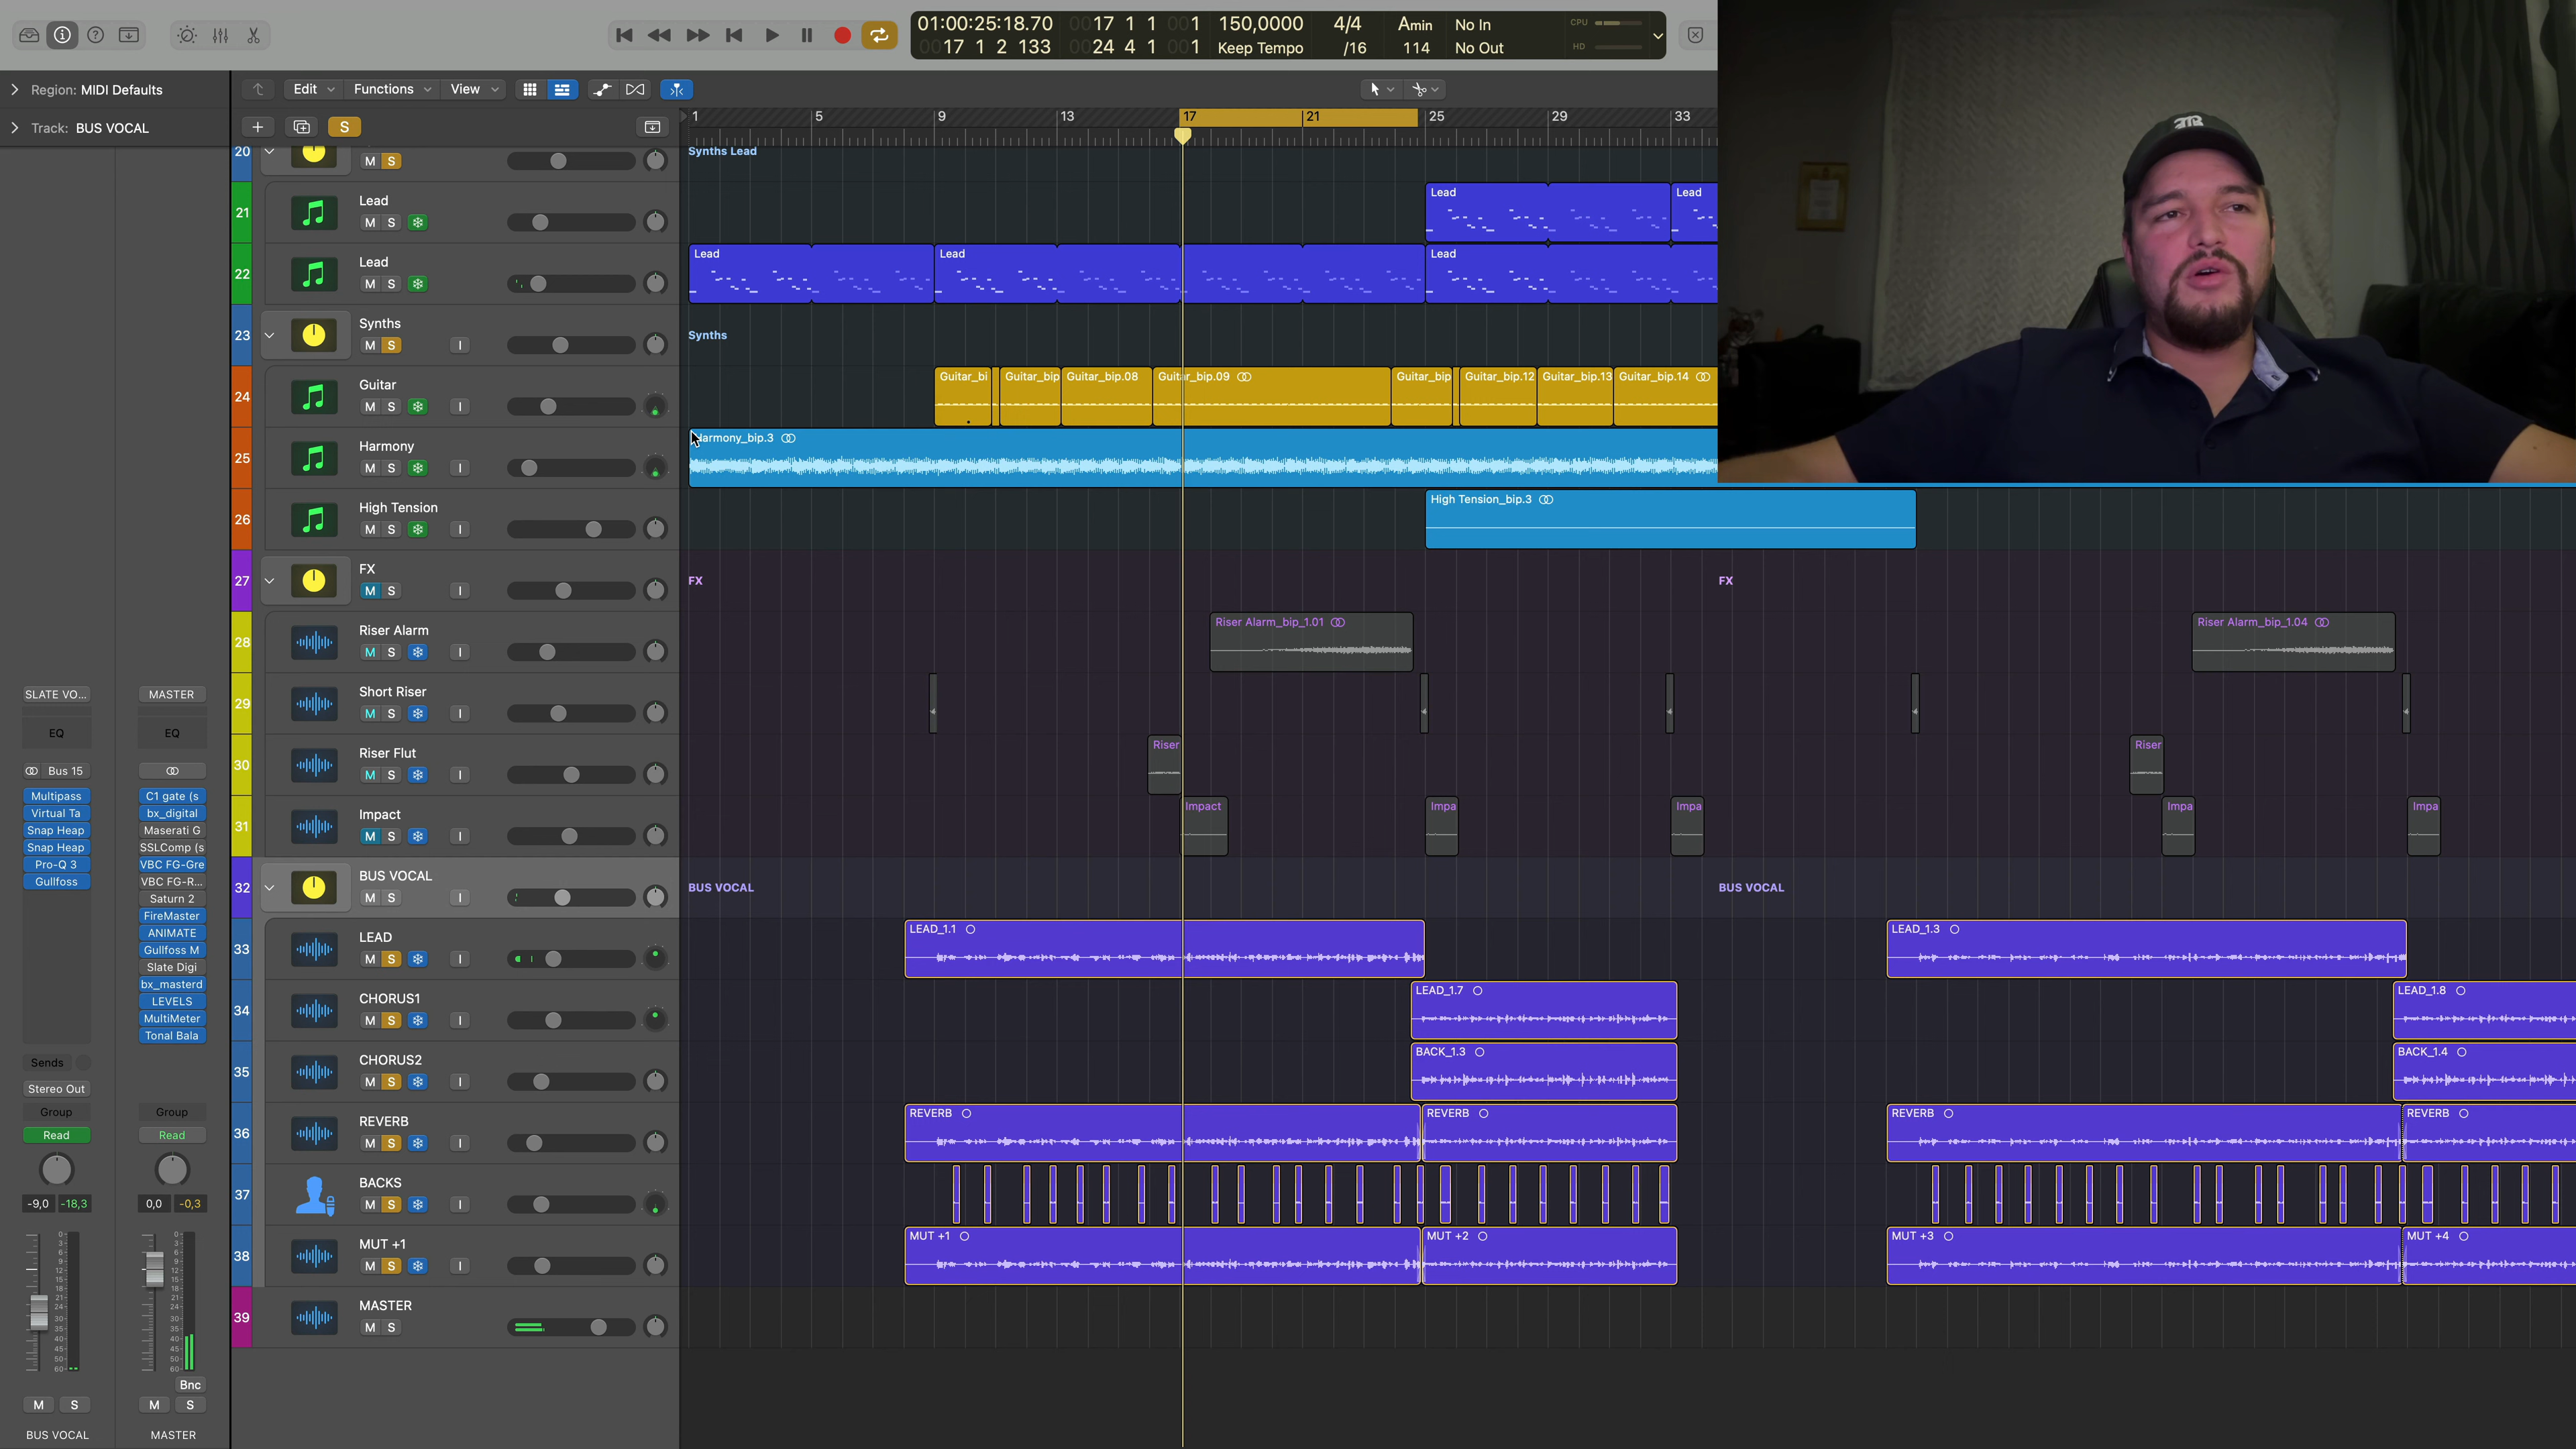 01:00:25:18.70
0017 1 2 133
0017 1 1 001
0024 4 1 001
150,0000
Keep Tempo
4/4
/16
Amin
114
No In
No Out
CPU
HD
Region: MIDI Defaults
Track: BUS VOCAL
Edit
Functions
View
S
1 5 9 13 17 21 25 29 33
20
M S
Synths Lead
21
Lead
M S
Lead
Lead
22
Lead
M S
Lead
Lead
Lead
23
Synths
M S I
Synths
24
Guitar
M S I
Guitar_bi
Guitar_bip
Guitar_bip.08
Guitar_bip.09
Guitar_bip
Guitar_bip.12
Guitar_bip.13
Guitar_bip.14
25
Harmony
M S I
Harmony_bip.3
26
High Tension
M S I
High Tension_bip.3
27
FX
M S I
FX
FX
28
Riser Alarm
M S I
Riser Alarm_bip_1.01
Riser Alarm_bip_1.04
29
Short Riser
M S I
30
Riser Flut
M S I
Riser
Riser
31
Impact
M S I
Impact
Impa
Impa
Impa
Impa
32
BUS VOCAL
M S I
BUS VOCAL
BUS VOCAL
33
LEAD
M S I
LEAD_1.1
LEAD_1.3
34
CHORUS1
M S I
LEAD_1.7
LEAD_1.8
35
CHORUS2
M S I
BACK_1.3
BACK_1.4
36
REVERB
M S I
REVERB
REVERB
REVERB
REVERB
37
BACKS
M S I
38
MUT +1
M S I
MUT +1
MUT +2
MUT +3
MUT +4
39
MASTER
M S
SLATE VO...
EQ
Bus 15
Multipass
Virtual Ta
Snap Heap
Snap Heap
Pro-Q 3
Gullfoss
Sends
Stereo Out
Group
Read
-9,0 -18,3
M S
BUS VOCAL
MASTER
EQ
C1 gate (s
bx_digital
Maserati G
SSLComp (s
VBC FG-Gre
VBC FG-R...
Saturn 2
FireMaster
ANIMATE
Gullfoss M
Slate Digi
bx_masterd
LEVELS
MultiMeter
Tonal Bala
Group
Read
0,0 -0,3
Bnc
M S
MASTER